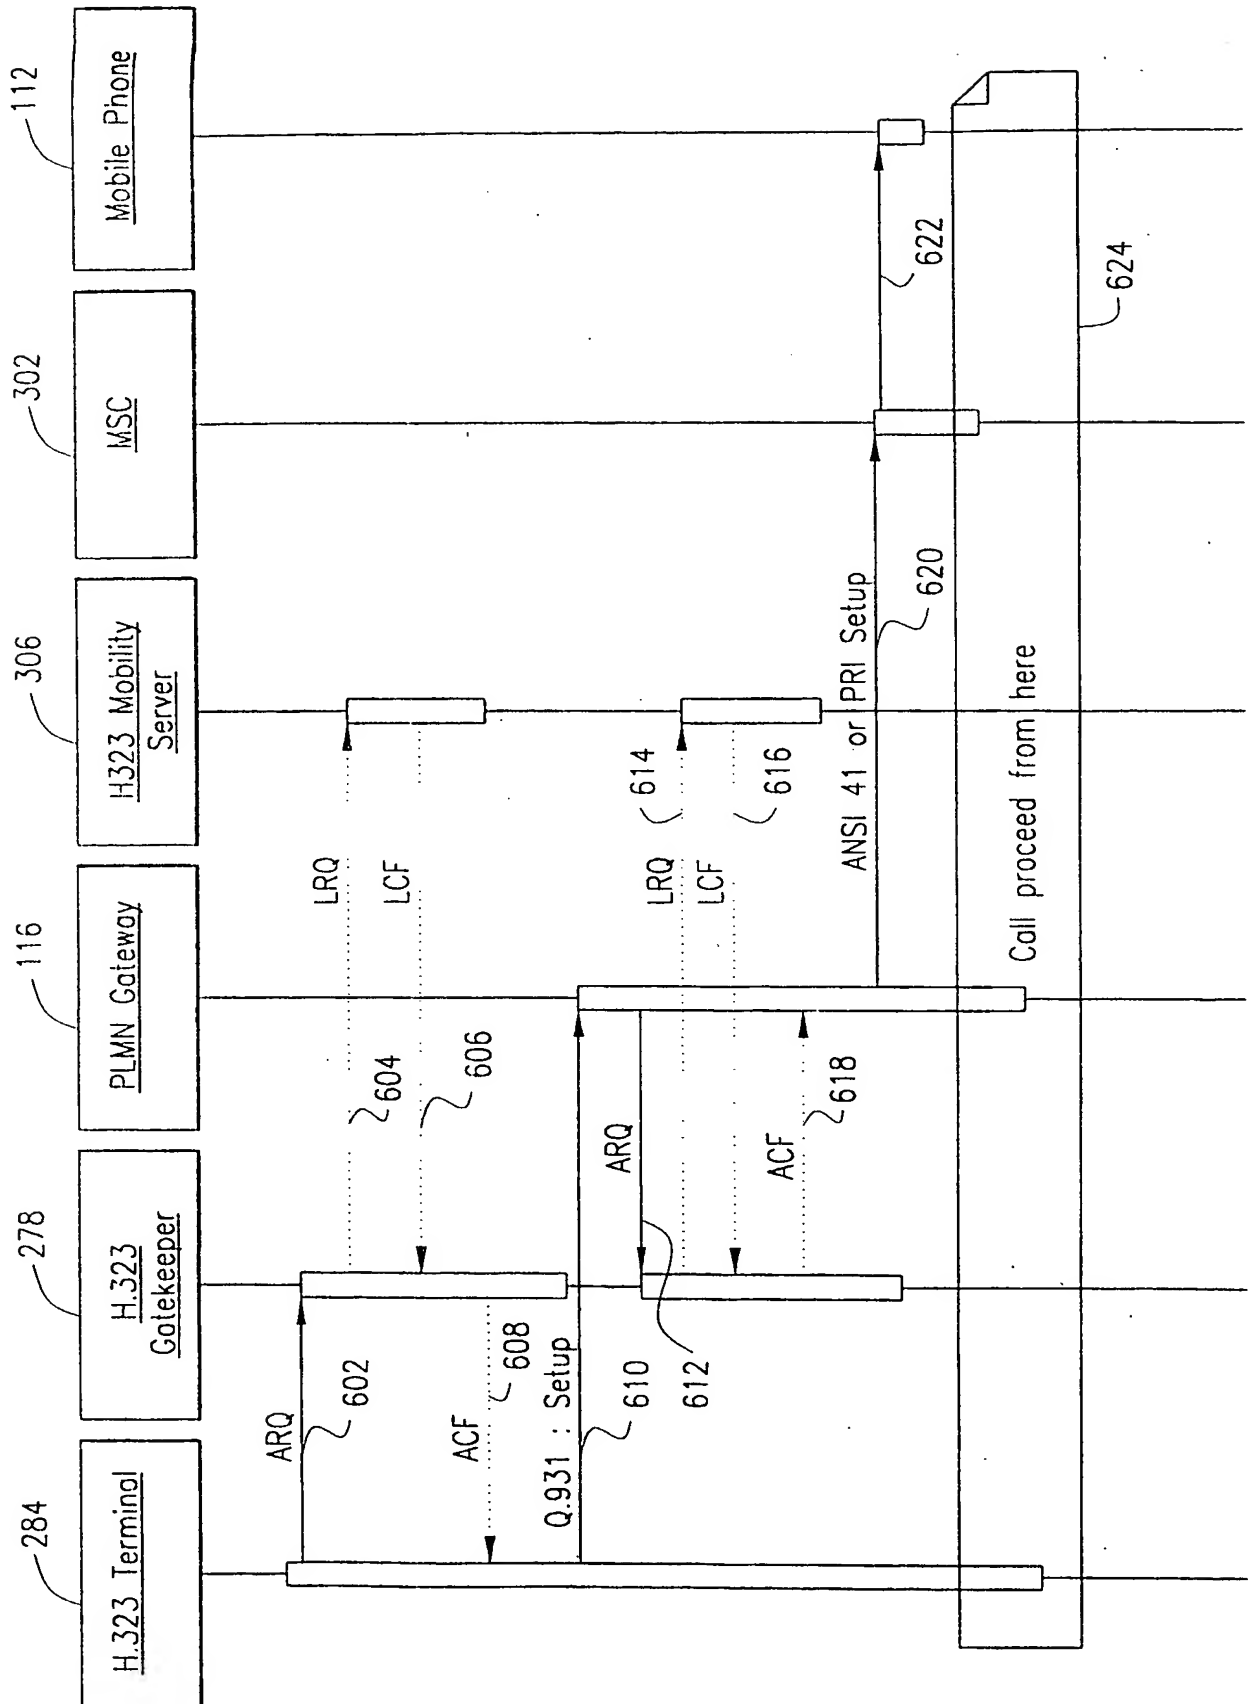 284
H.323 Terminal
278
H.323
Gatekeeper
116
PLMN Gateway
306
H323 Mobility
Server
302
MSC
112
Mobile Phone
ARQ
602
LRQ
604
LCF
606
ACF
608
Q.931 : Setup
610
ARQ
612
LRQ
614
LCF
616
ACF
618
ANSI 41 or PRI Setup
620
622
Call proceed from here
624